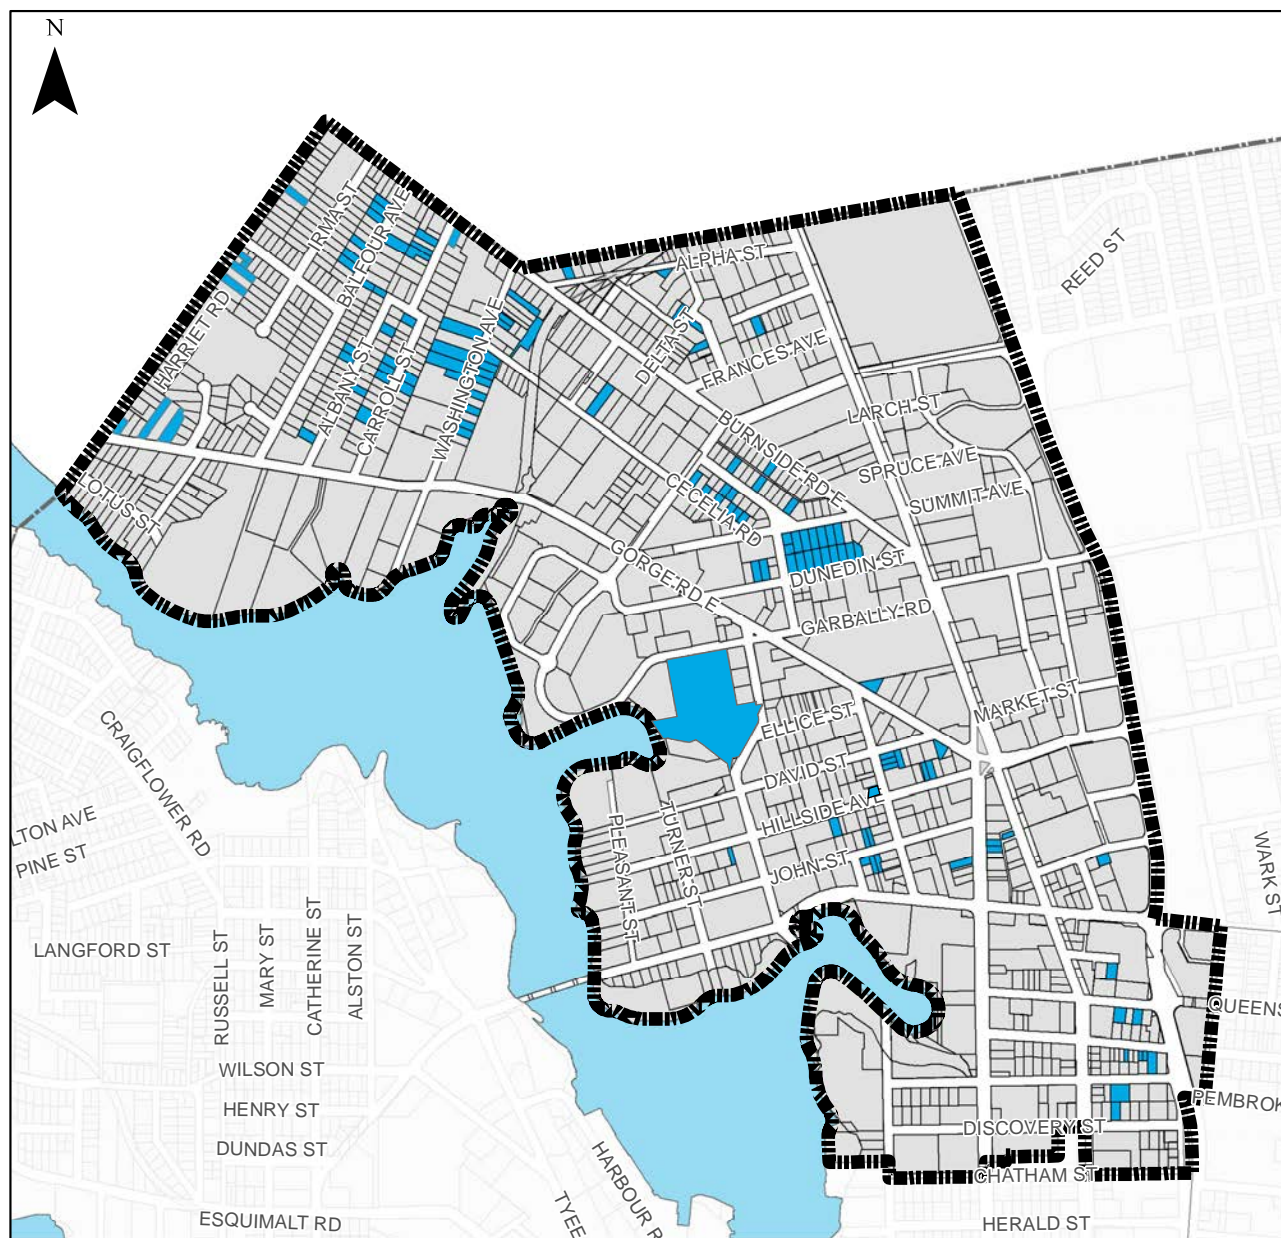 N
REED ST
IRMA ST
BALFOUR AVE
ALPHA ST
HARRIET RD
WASHINGTON AVE
DELTA ST
FRANCES AVE
ALBANY ST
CARROLL ST
LARCH ST
BURNSIDE RD E
SPRUCE AVE
SUMMIT AVE
LOTUS ST
CECELIA RD
GORGE RD E
DUNEDIN ST
GARBALLY RD
MARKET ST
ELLICE ST
DAVID ST
HILLSIDE AVE
CRAIGFLOWER RD
LTON AVE
PINE ST
PLEASANT ST
TURNER ST
JOHN ST
WARK ST
LANGFORD ST
RUSSELL ST
MARY ST
CATHERINE ST
ALSTON ST
QUEENS
WILSON ST
HENRY ST
PEMBROK
DUNDAS ST
DISCOVERY ST
HARBOUR R
CHATHAM ST
TYEE
ESQUIMALT RD
HERALD ST